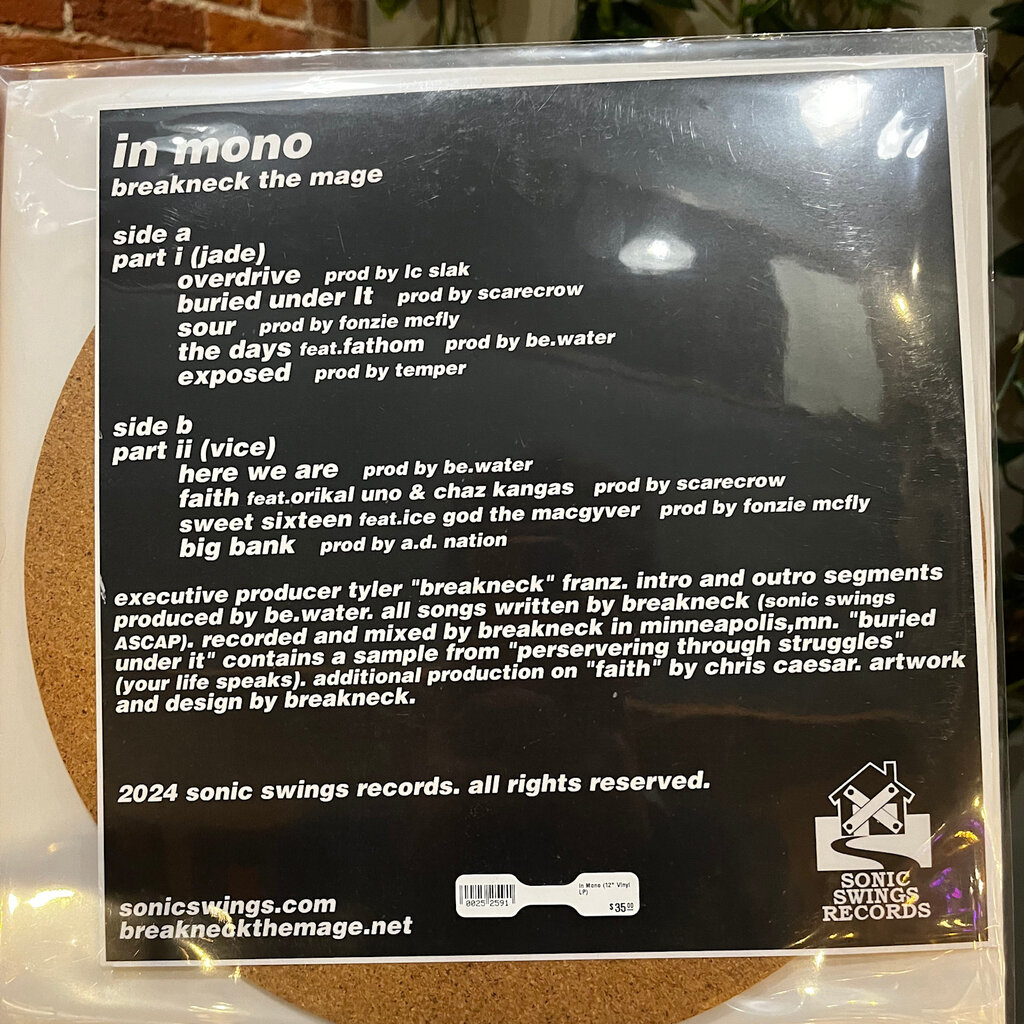 in mono
breakneck the mage
side a
part i (jade)
overdrive prod by lc slak
buried under It prod by scarecrow
sour prod by fonzie mcfly
the days feat.fathom prod by be.water
exposed prod by temper
side b
part ii (vice)
here we are prod by be.water
faith feat.orikal uno & chaz kangas prod by scarecrow
sweet sixteen feat.ice god the macgyver prod by fonzie mcfly
big bank prod by a.d. nation
executive producer tyler "breakneck" franz. intro and outro segments
produced by be.water. all songs written by breakneck (sonic swings
ASCAP). recorded and mixed by breakneck in minneapolis,mn. "buried
under it" contains a sample from "perservering through struggles"
(your life speaks). additional production on "faith" by chris caesar. artwork
and design by breakneck.
2024 sonic swings records. all rights reserved.
sonicswings.com
breakneckthemage.net
0025 2591
In Mono (12" Vinyl
LP)
$35.00
SONIC
SWINGS
RECORDS